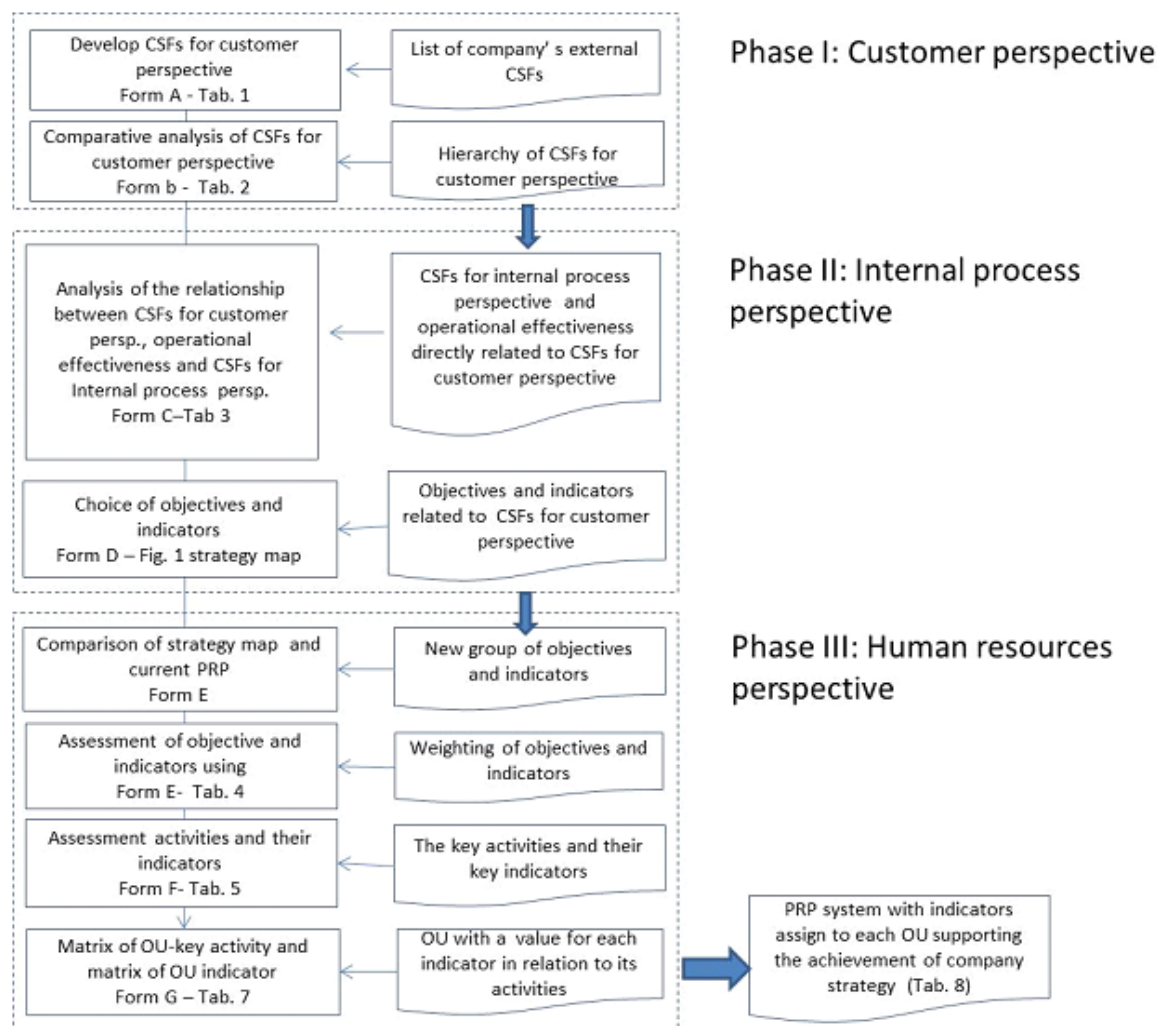 Develop CSFs for customer
perspective
Form A - Tab. 1
List of company' s external
CSFs
Phase I: Customer perspective
Comparative analysis of CSFs for
customer perspective
Form b - Tab. 2
Hierarchy of CSFs for
customer perspective
Phase II: Internal process
perspective
Analysis of the relationship
between CSFs for customer
persp., operational
effectiveness and CSFs for
Internal process persp.
Form C–Tab 3
CSFs for internal process
perspective and
operational effectiveness
directly related to CSFs for
customer perspective
Choice of objectives and
indicators
Form D – Fig. 1 strategy map
Objectives and indicators
related to CSFs for customer
perspective
Phase III: Human resources
perspective
Comparison of strategy map and
current PRP
Form E
New group of objectives
and indicators
Assessment of objective and
indicators using
Form E- Tab. 4
Weighting of objectives and
indicators
Assessment activities and their
indicators
Form F- Tab. 5
The key activities and their
key indicators
Matrix of OU-key activity and
matrix of OU indicator
Form G – Tab. 7
OU with a value for each
indicator in relation to its
activities
PRP system with indicators
assign to each OU supporting
the achievement of company
strategy (Tab. 8)